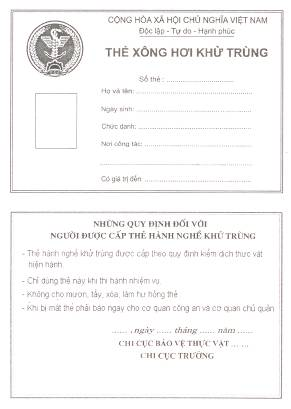 CỘNG HÒA XÃ HỘI CHỦ NGHĨA VIỆT NAM
Độc lập - Tự do - Hạnh phúc
THẺ XÔNG HƠI KHỬ TRÙNG
Số thẻ : ..............................
Họ và tên: ..............................
Ngày sinh: ..............................
Chức danh: ..............................
Nơi công tác: ..............................
Có giá trị đến: ..............................
NHỮNG QUY ĐỊNH ĐỐI VỚI
NGƯỜI ĐƯỢC CẤP THẺ HÀNH NGHỀ KHỬ TRÙNG
- Thẻ hành nghề khử trùng được cấp theo quy định kiểm dịch thực vật
hiện hành.
- Chỉ dùng thẻ này khi thi hành nhiệm vụ.
- Không cho mượn, tẩy, xóa, làm hư hỏng thẻ
- Khi bị mất thẻ phải báo ngay cho cơ quan công an và cơ quan chủ quản.
......, ngày ...... tháng ...... năm ......
CHI CỤC BẢO VỆ THỰC VẬT ... ...
CHI CỤC TRƯỞNG